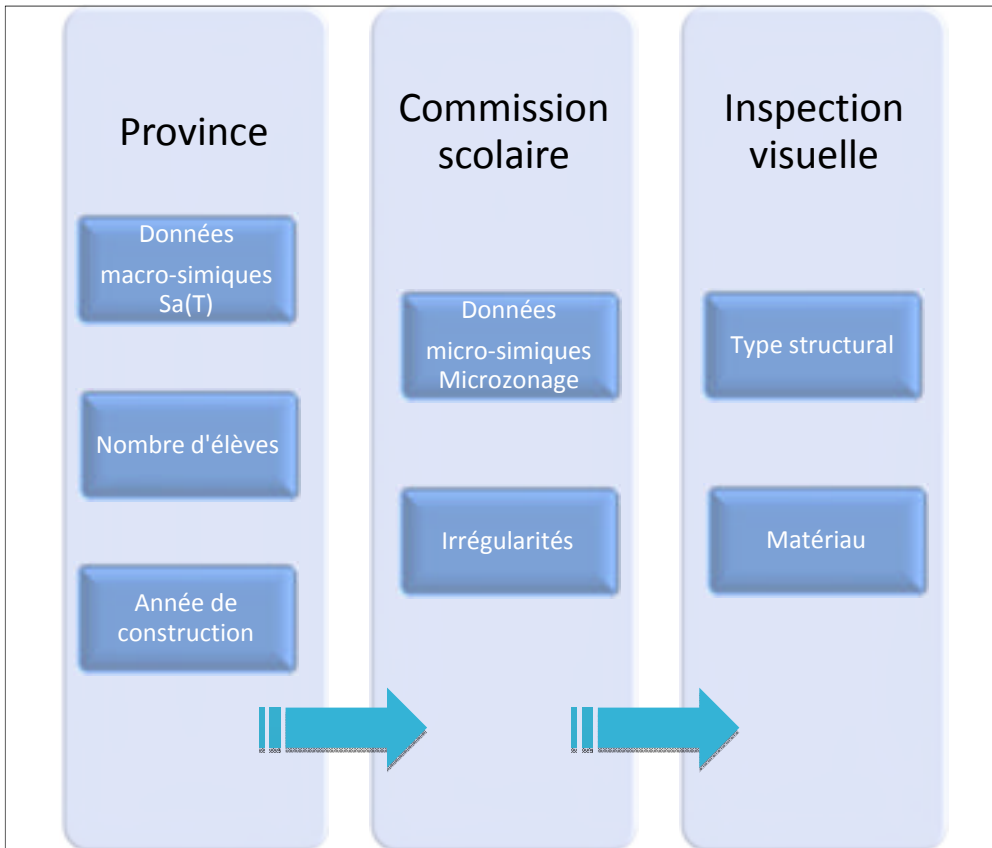 Province
Données
macro-simiques
Sa(T)
Nombre d'élèves
Année de
construction
Commission
scolaire
Données
micro-simiques
Microzonage
Irrégularités
Inspection
visuelle
Type structural
Matériau